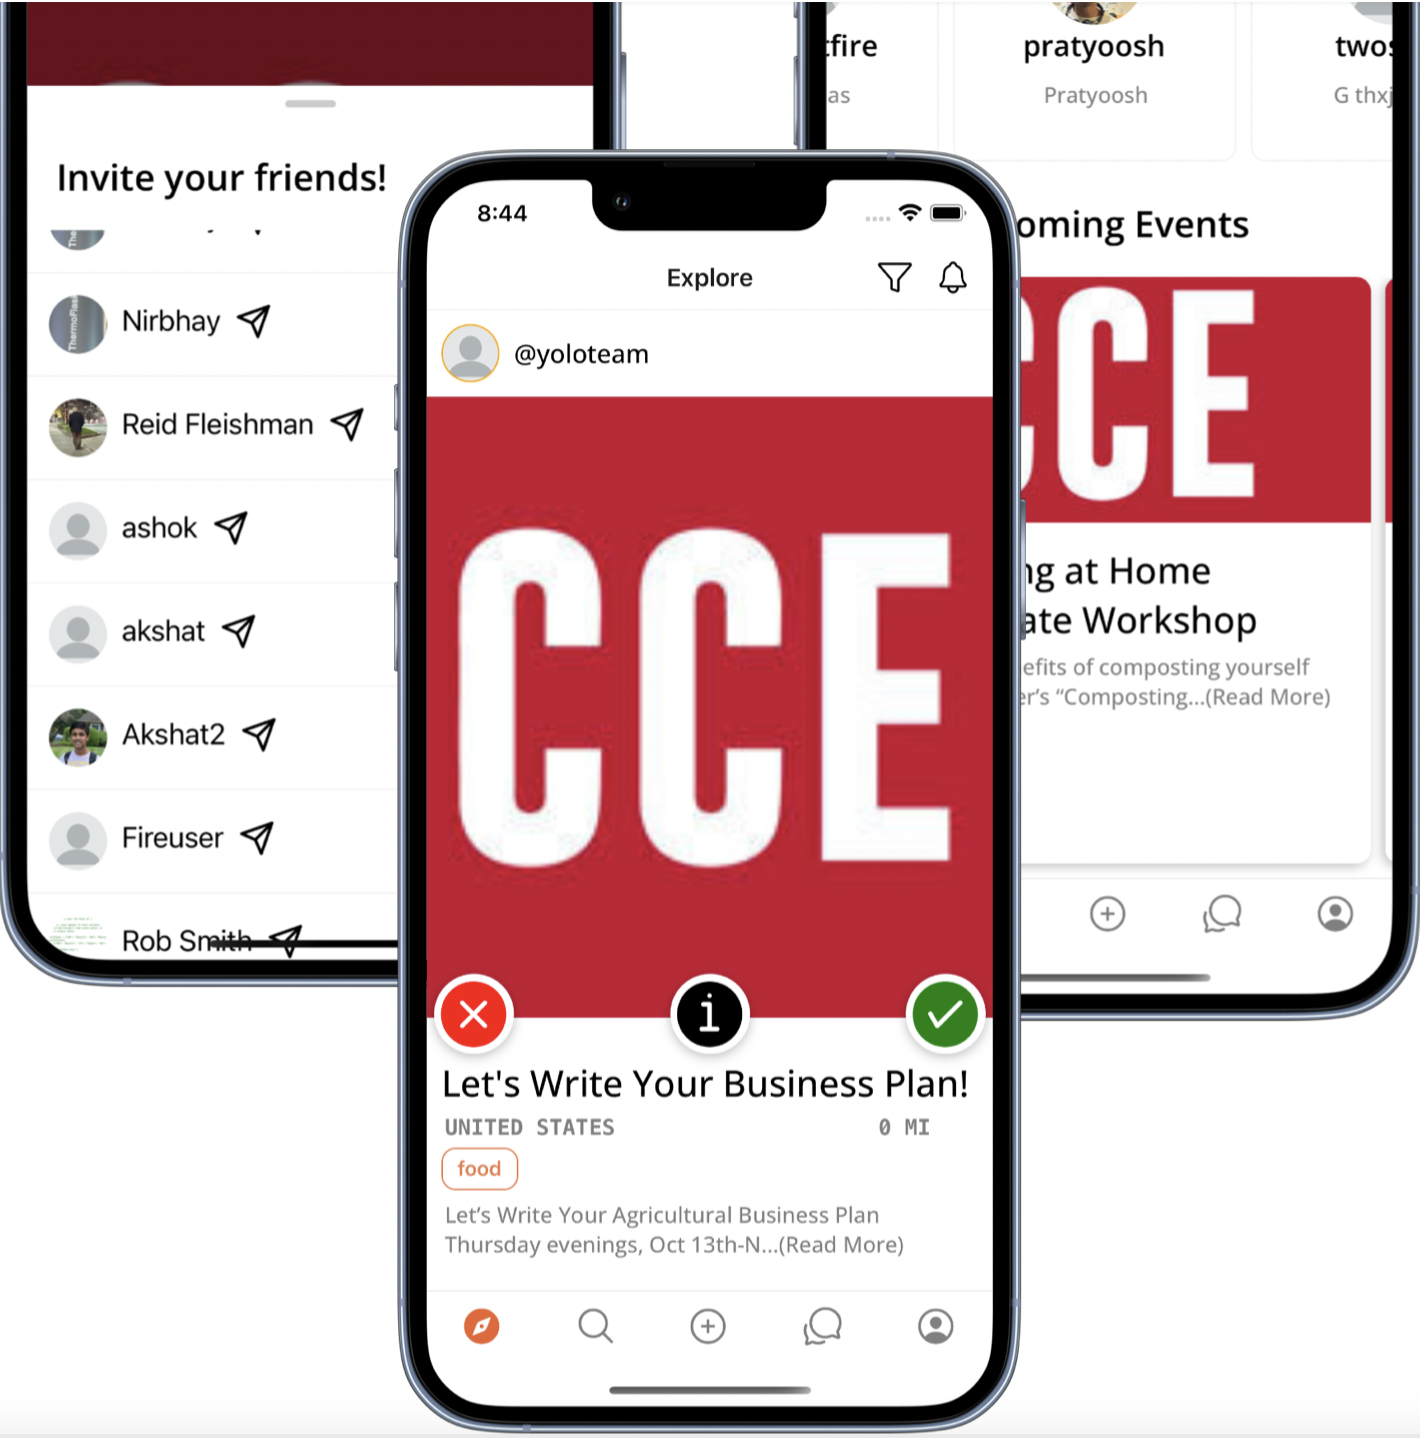 Invite your friends!
Nirbhay
Reid Fleishman
ashok
akshat
Akshat2
Fireuser
Rob Smith
8:44
Explore
@yoloteam
CCE
Let's Write Your Business Plan!
UNITED STATES
0 MI
food
Let's Write Your Agricultural Business Plan
Thursday evenings, Oct 13th-N...(Read More)
tfire
pratyoosh
twos
as
Pratyoosh
G thxj
oming Events
CCE
ng at Home
ate Workshop
efits of composting yourself
er's “Composting...(Read More)